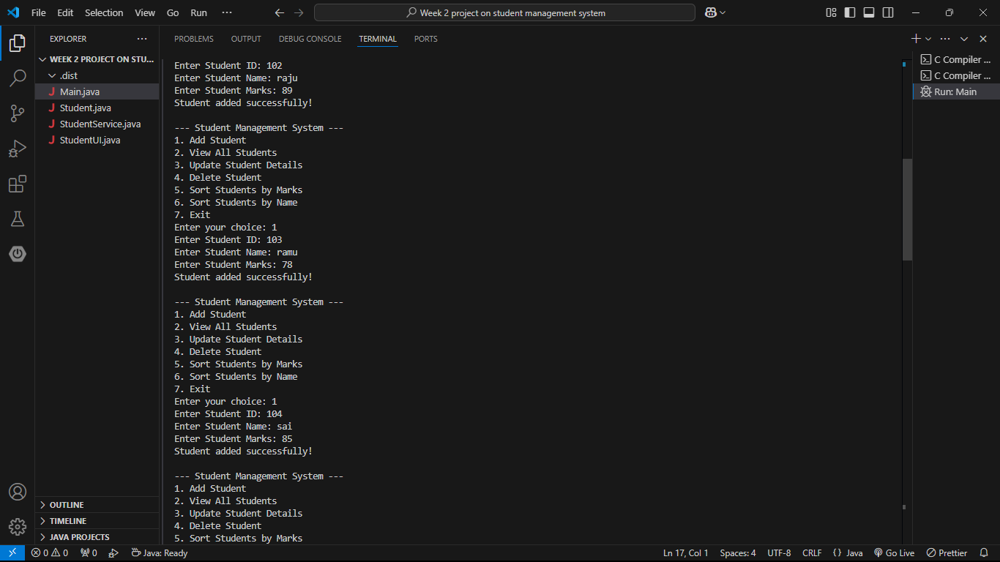 File Edit Selection View Go Run ···
Week 2 project on student management system
EXPLORER ···
WEEK 2 PROJECT ON STU...
.dist
J Main.java
J Student.java
J StudentService.java
J StudentUI.java
OUTLINE
TIMELINE
JAVA PROJECTS
PROBLEMS OUTPUT DEBUG CONSOLE TERMINAL PORTS
Enter Student ID: 102
Enter Student Name: raju
Enter Student Marks: 89
Student added successfully!
--- Student Management System ---
1. Add Student
2. View All Students
3. Update Student Details
4. Delete Student
5. Sort Students by Marks
6. Sort Students by Name
7. Exit
Enter your choice: 1
Enter Student ID: 103
Enter Student Name: ramu
Enter Student Marks: 78
Student added successfully!
--- Student Management System ---
1. Add Student
2. View All Students
3. Update Student Details
4. Delete Student
5. Sort Students by Marks
6. Sort Students by Name
7. Exit
Enter your choice: 1
Enter Student ID: 104
Enter Student Name: sai
Enter Student Marks: 85
Student added successfully!
--- Student Management System ---
1. Add Student
2. View All Students
3. Update Student Details
4. Delete Student
5. Sort Students by Marks
C Compiler ...
C Compiler ...
Run: Main
0 0 0 Java: Ready Ln 17, Col 1 Spaces: 4 UTF-8 CRLF {} Java Go Live Prettier